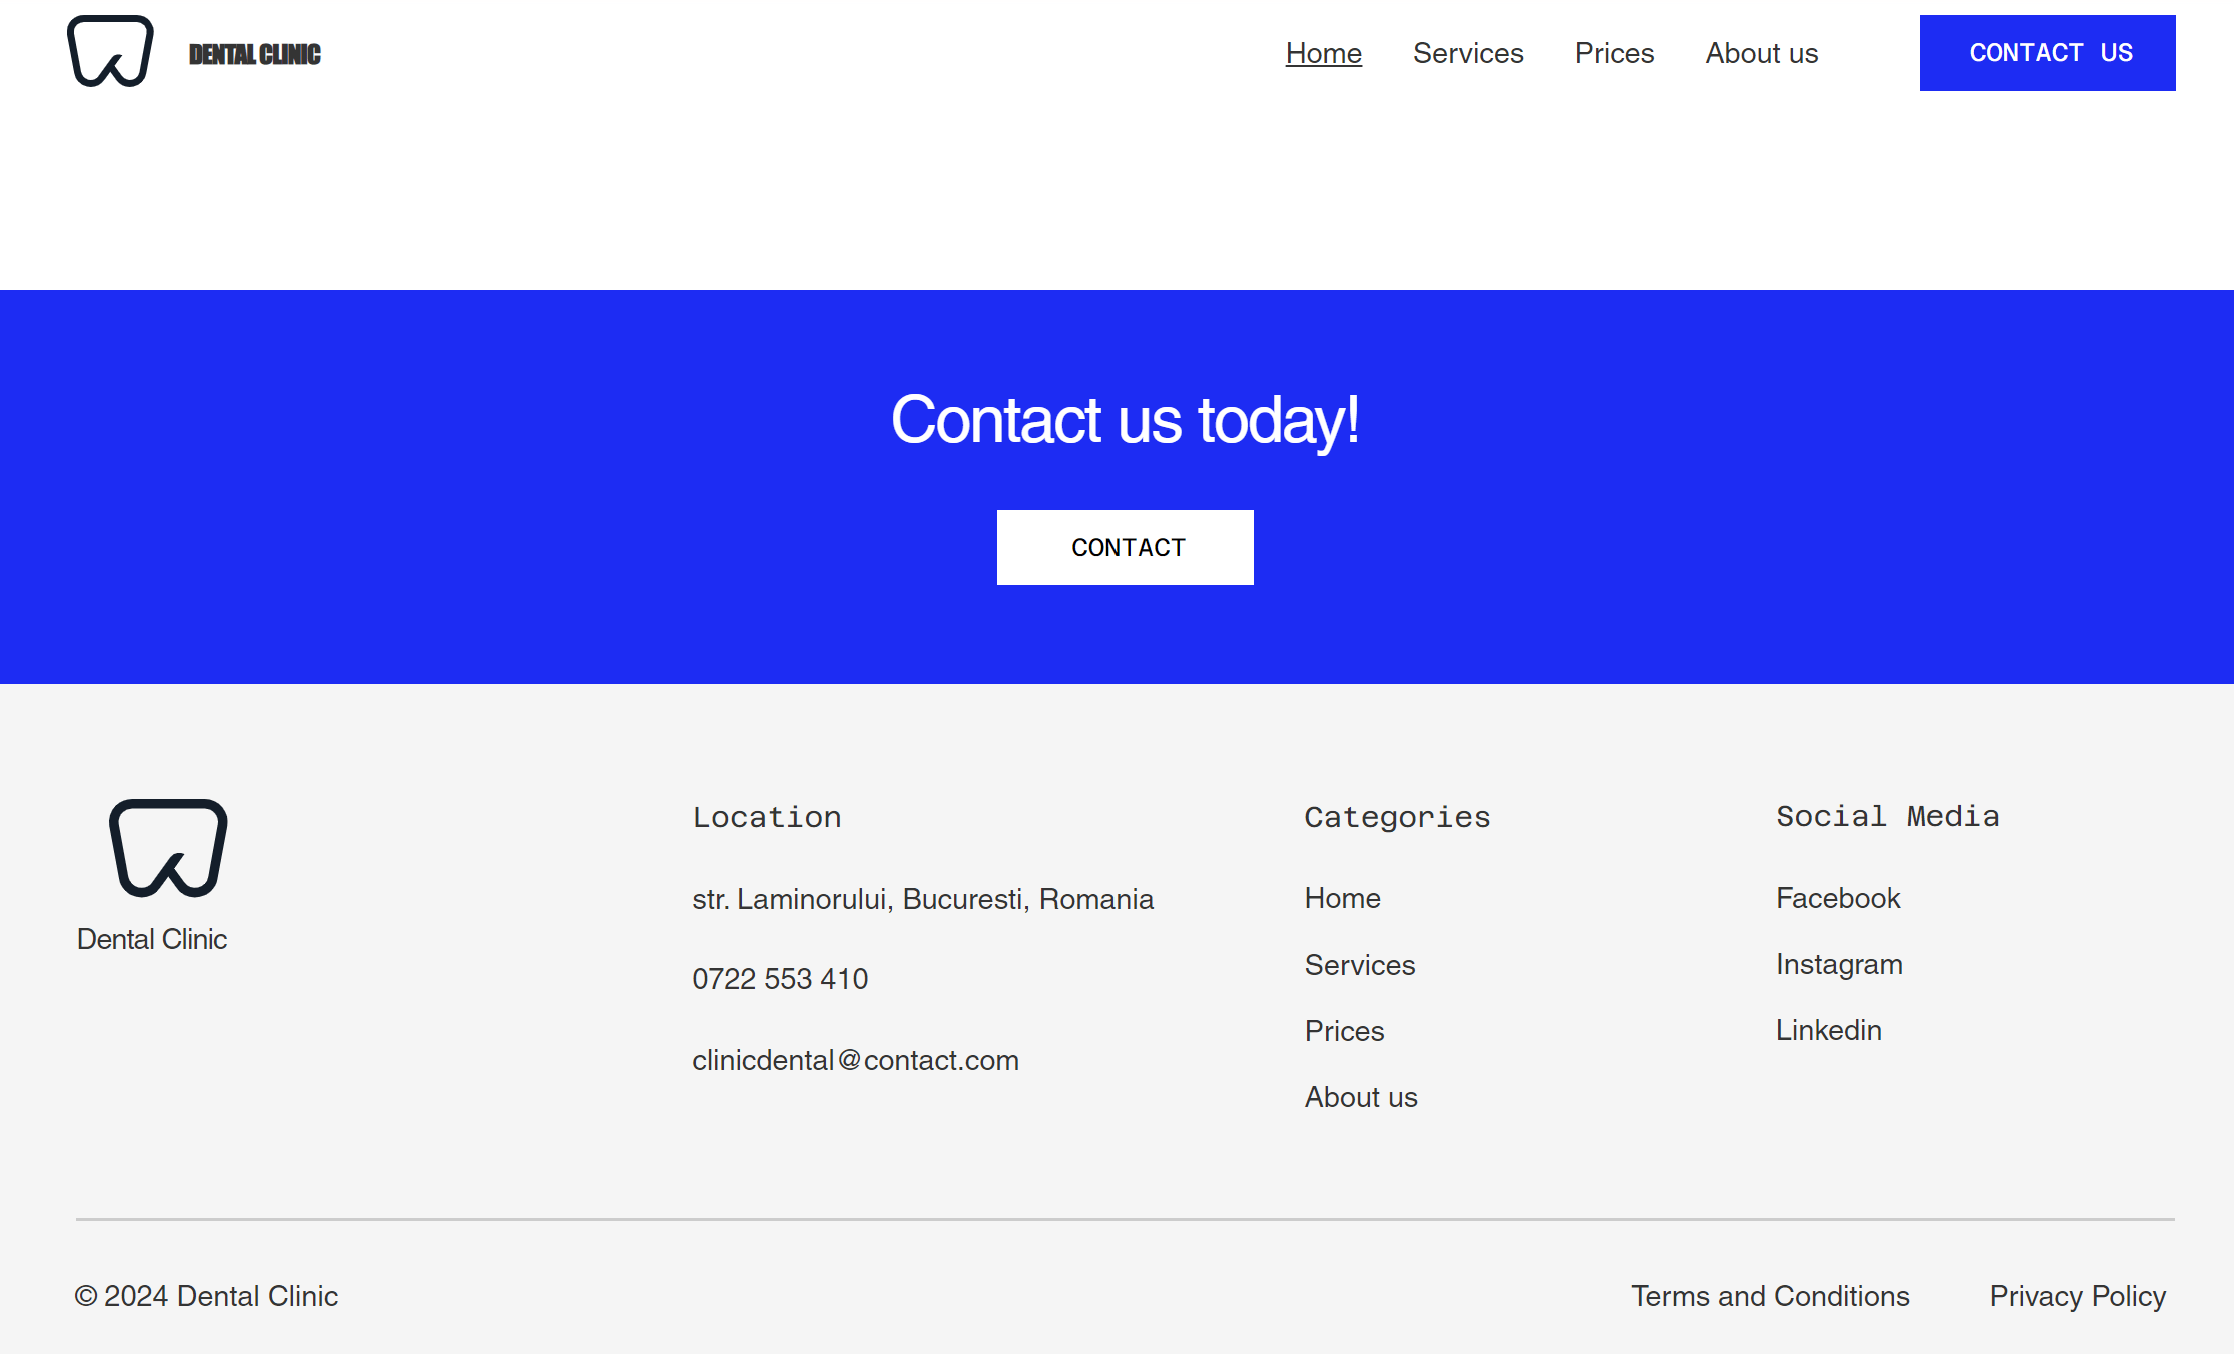 DENTAL CLINIC
Home Services Prices About us CONTACT US
Contact us today!
CONTACT
Dental Clinic
Location
str. Laminorului, Bucuresti, Romania
0722 553 410
clinicdental@contact.com
Categories
Home
Services
Prices
About us
Social Media
Facebook
Instagram
Linkedin
© 2024 Dental Clinic
Terms and Conditions Privacy Policy